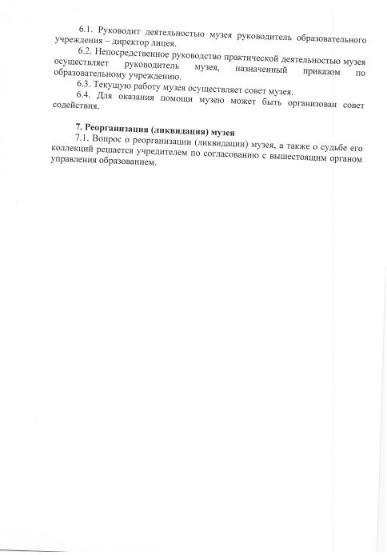 6.1. Руководит деятельностью музея руководитель образовательного
учреждения – директор лицея.
6.2. Непосредственное руководство практической деятельностью музея
осуществляет руководитель музея, назначенный приказом по
образовательному учреждению.
6.3. Текущую работу музея осуществляет совет музея.
6.4. Для оказания помощи музею может быть организован совет
содействия.
7. Реорганизация (ликвидация) музея
7.1. Вопрос о реорганизации (ликвидации) музея, а также о судьбе его
коллекций решается учредителем по согласованию с вышестоящим органом
управления образованием.